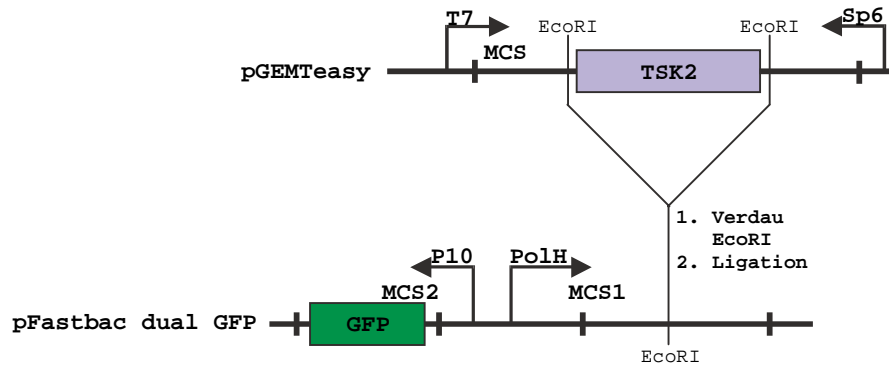 T7
EcoRI
EcoRI
Sp6
MCS
pGEMTeasy
TSK2
1. Verdau
EcoRI
2. Ligation
P10
PolH
MCS2
MCS1
pFastbac dual GFP
GFP
EcoRI